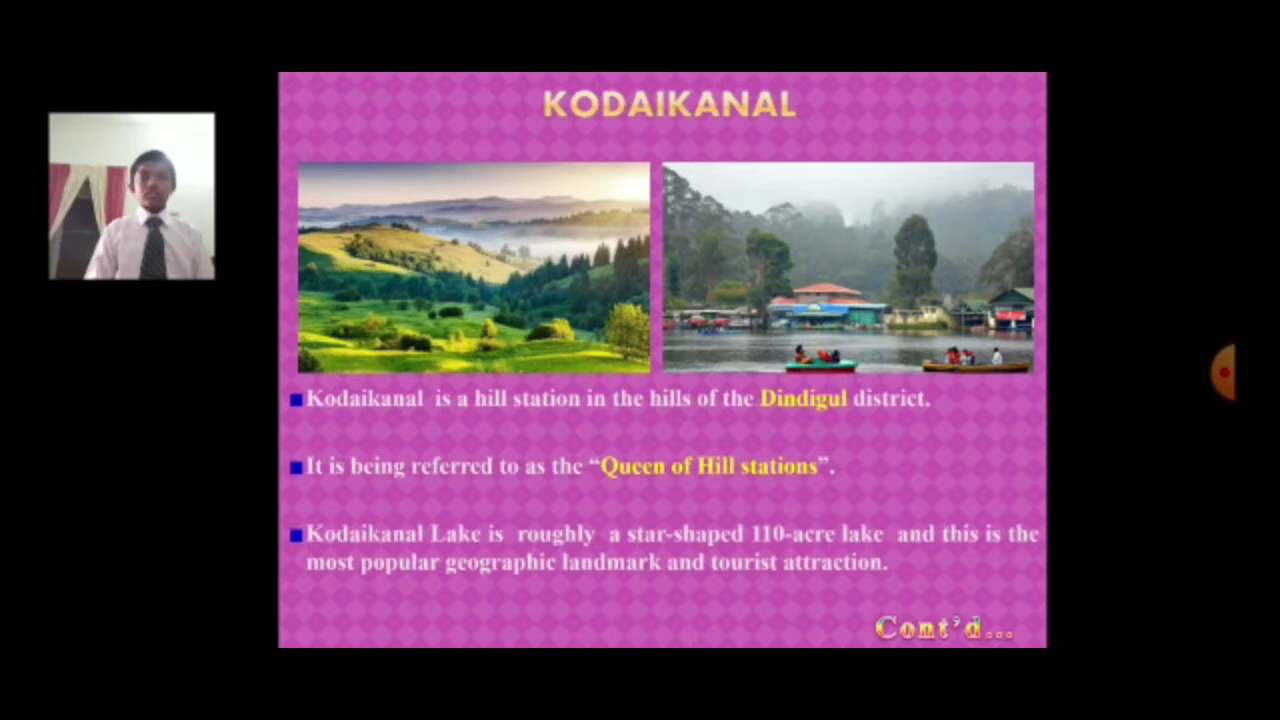 KODAIKANAL
Kodaikanal is a hill station in the hills of the Dindigul district.
It is being referred to as the “Queen of Hill stations”.
Kodaikanal Lake is roughly a star-shaped 110-acre lake and this is the
most popular geographic landmark and tourist attraction.
Cont’d...